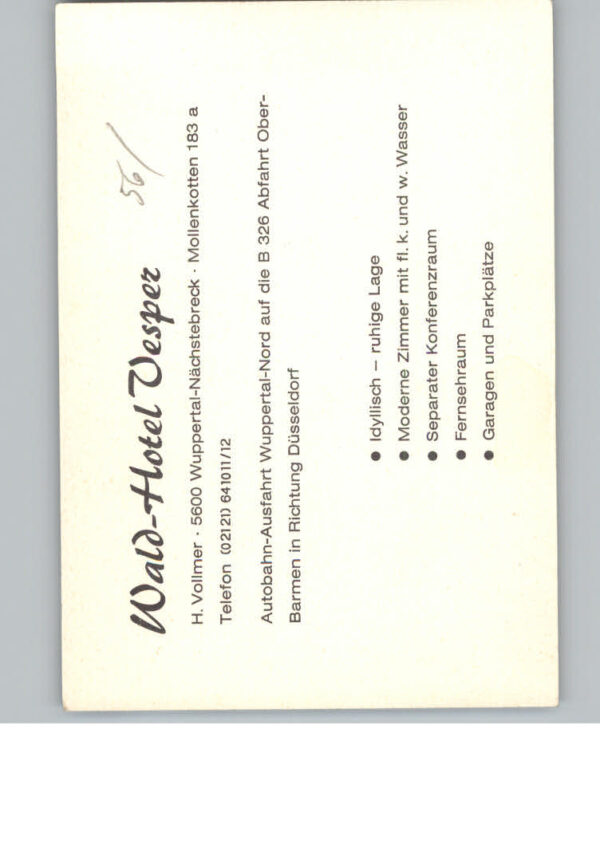 56/
Wald-Hotel Vesper
H. Vollmer · 5600 Wuppertal-Nächstebreck · Mollenkotten 183 a
Telefon (02121) 641011/12
Autobahn-Ausfahrt Wuppertal-Nord auf die B 326 Abfahrt Ober-
Barmen in Richtung Düsseldorf
● Idyllisch – ruhige Lage
● Moderne Zimmer mit fl. k. und w. Wasser
● Separater Konferenzraum
● Fernsehraum
● Garagen und Parkplätze